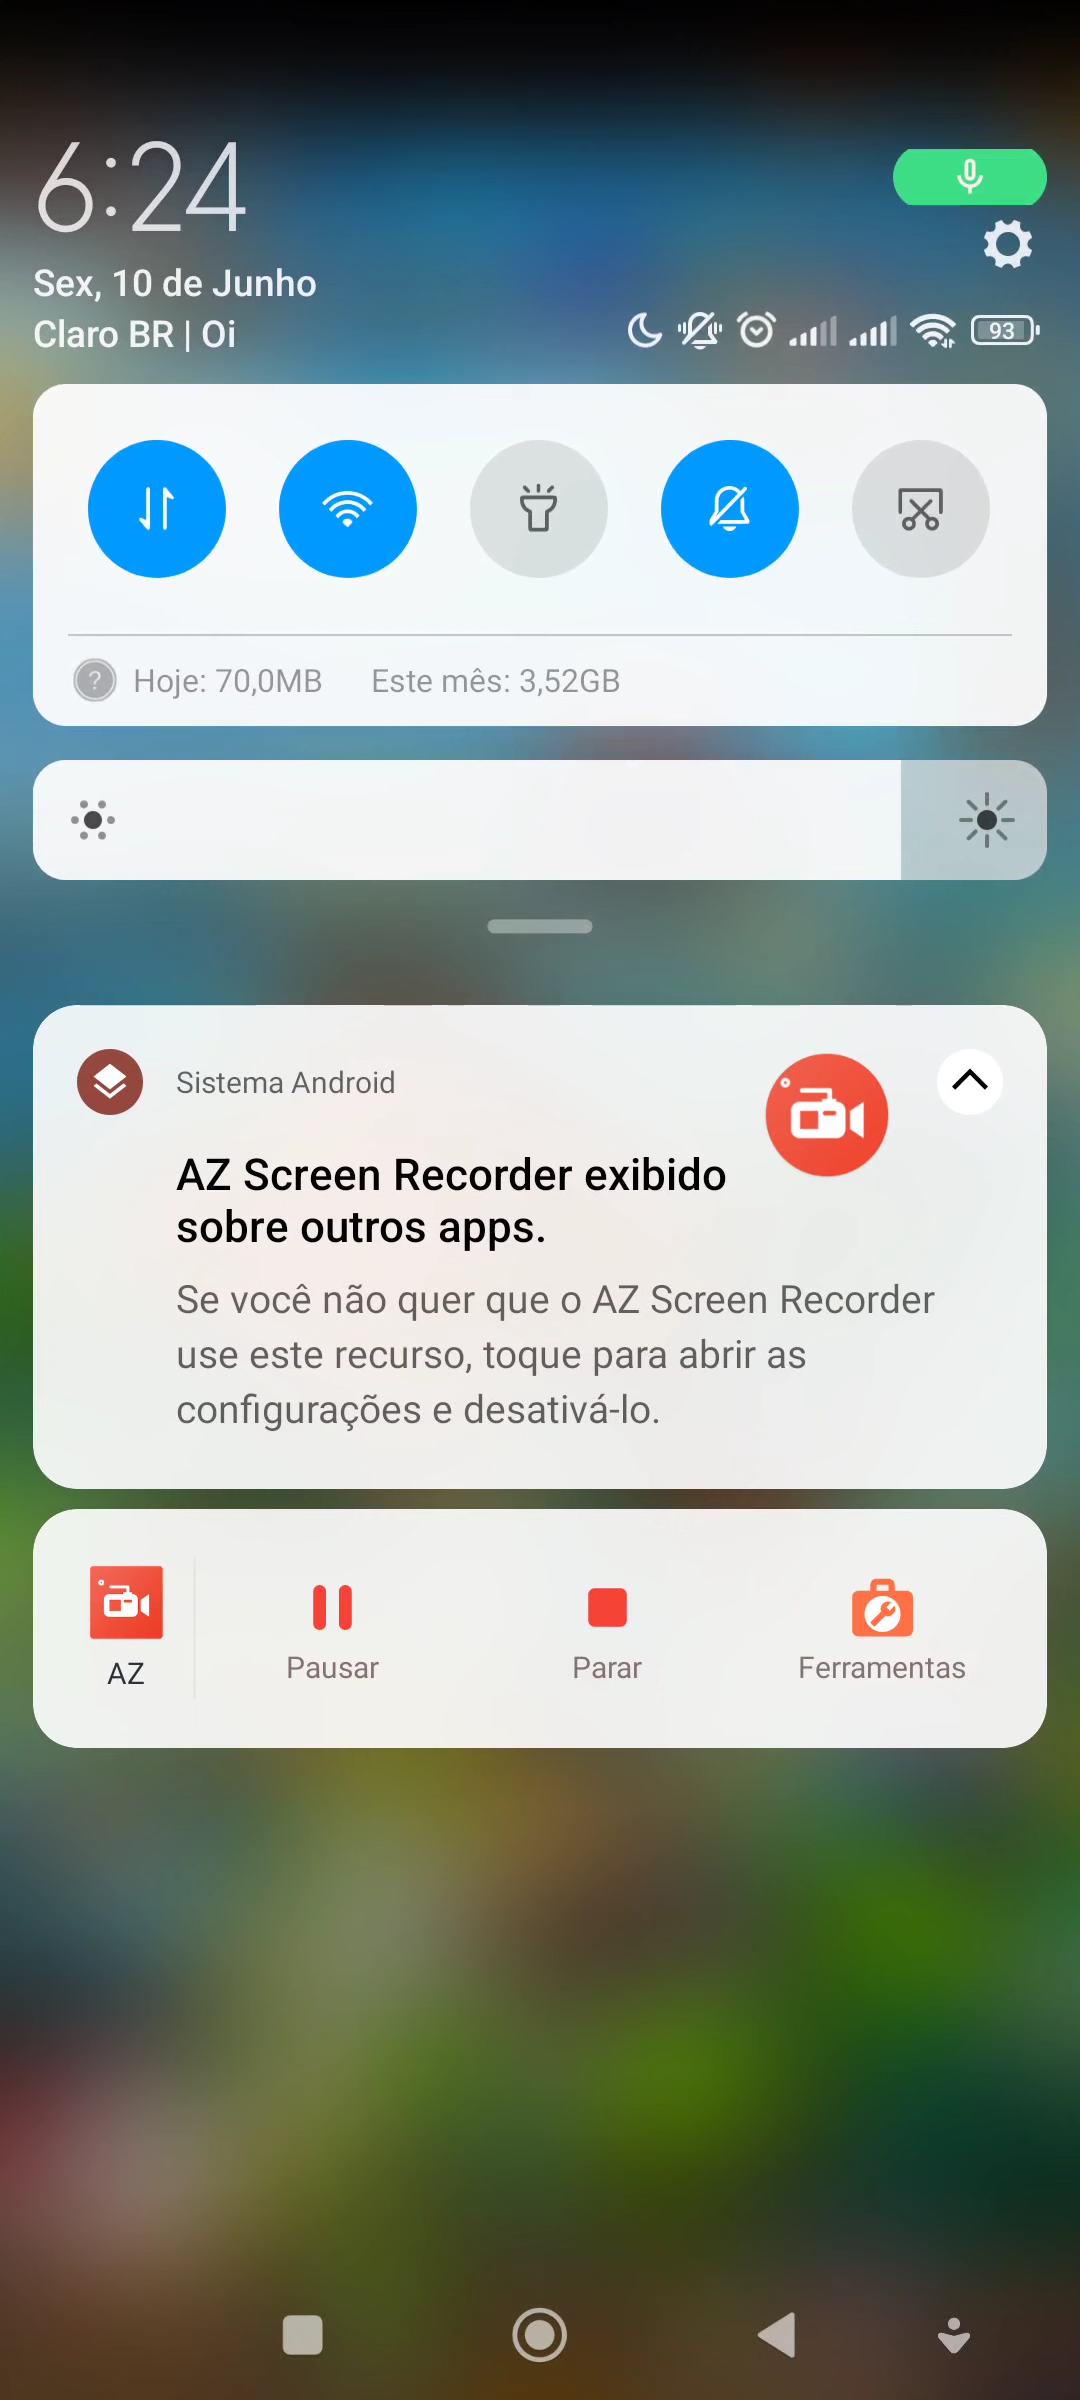 6:24
Sex, 10 de Junho
Claro BR | Oi
93
? Hoje: 70,0MB Este mês: 3,52GB
Sistema Android
AZ Screen Recorder exibido
sobre outros apps.
Se você não quer que o AZ Screen Recorder
use este recurso, toque para abrir as
configurações e desativá-lo.
AZ
Pausar
Parar
Ferramentas